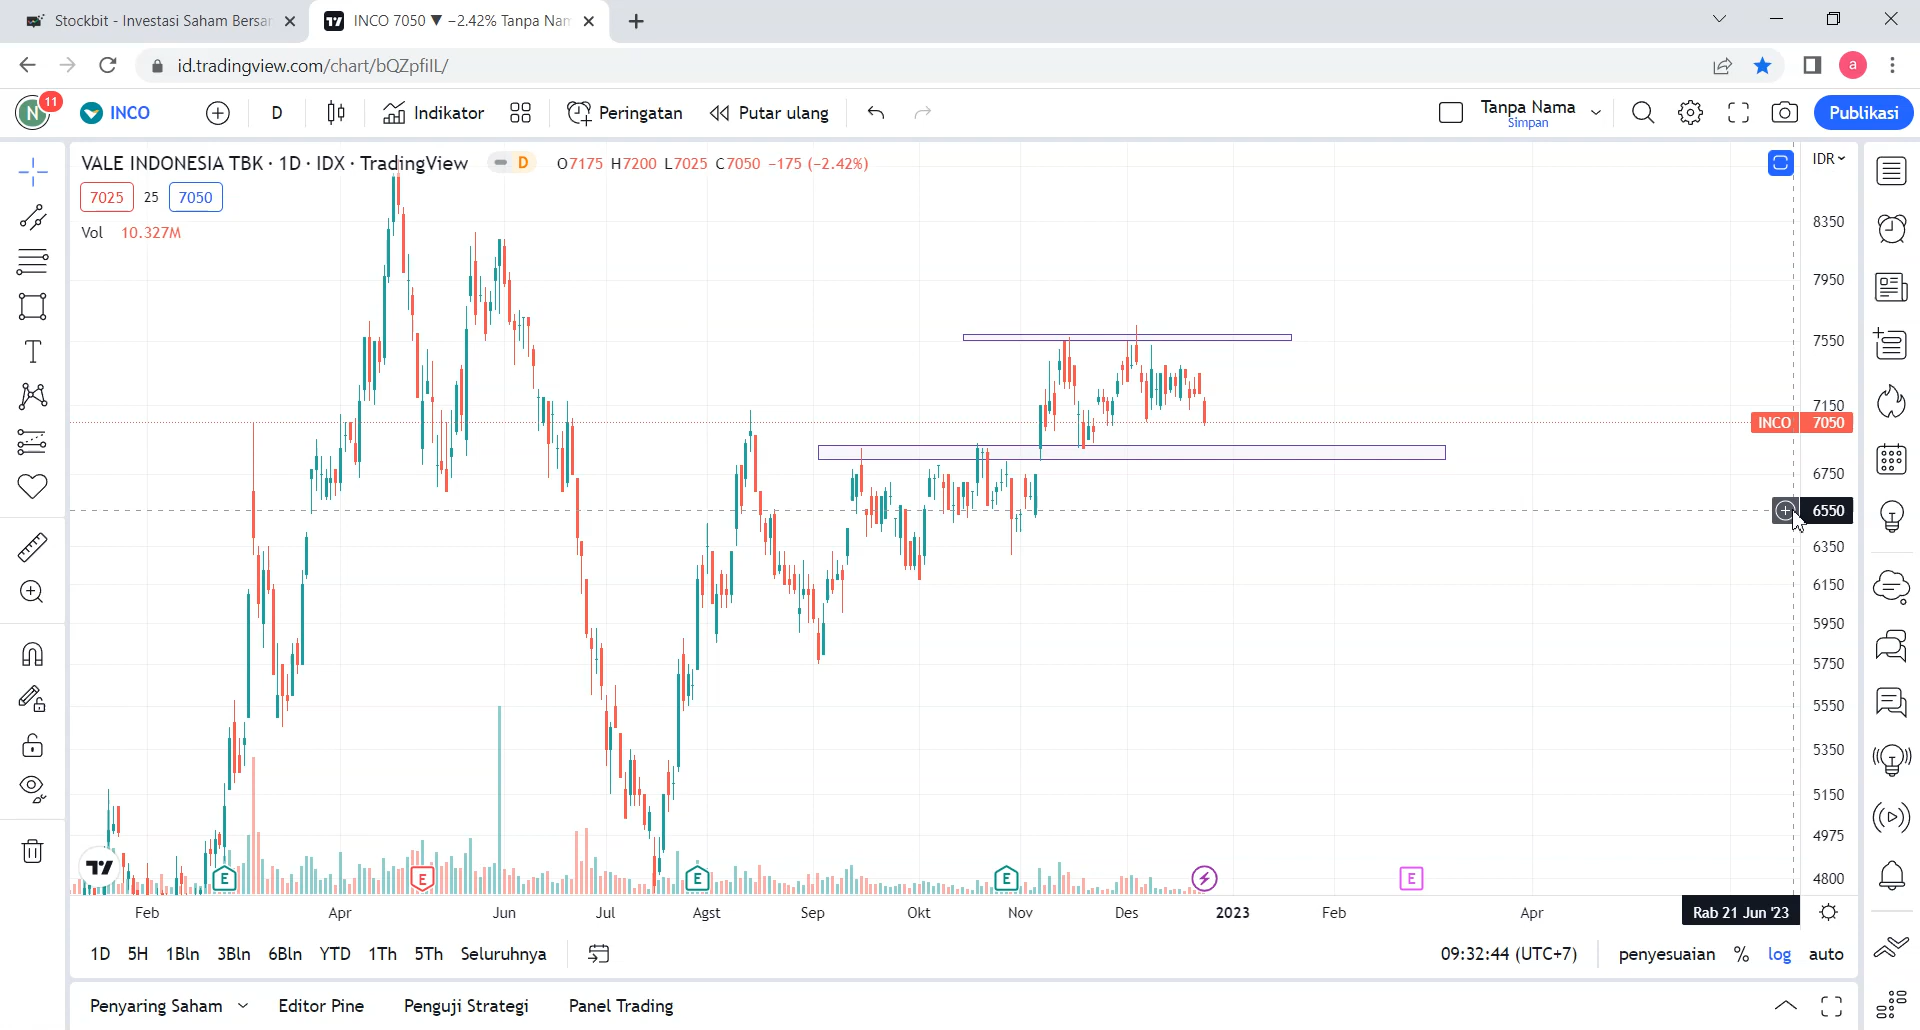 Stockbit - Investasi Saham Bersa
INCO 7050 ▼ −2.42% Tanpa Nam
id.tradingview.com/chart/bQZpfiIL/
a
N
11
INCO
D
Indikator
Peringatan
Putar ulang
Tanpa Nama
Simpan
Publikasi
VALE INDONESIA TBK · 1D · IDX · TradingView
D
O7175 H7200 L7025 C7050 −175 (−2.42%)
IDR
7025
25
7050
Vol 10.327M
8350
7950
7550
7150
INCO 7050
6750
6550
6350
6150
5950
5750
5550
5350
5150
4975
4800
E
E
E
E
E
Feb
Apr
Jun
Jul
Agst
Sep
Okt
Nov
Des
2023
Feb
Apr
Rab 21 Jun '23
1D
5H
1Bln
3Bln
6Bln
YTD
1Th
5Th
Seluruhnya
09:32:44 (UTC+7)
penyesuaian
%
log
auto
Penyaring Saham
Editor Pine
Penguji Strategi
Panel Trading